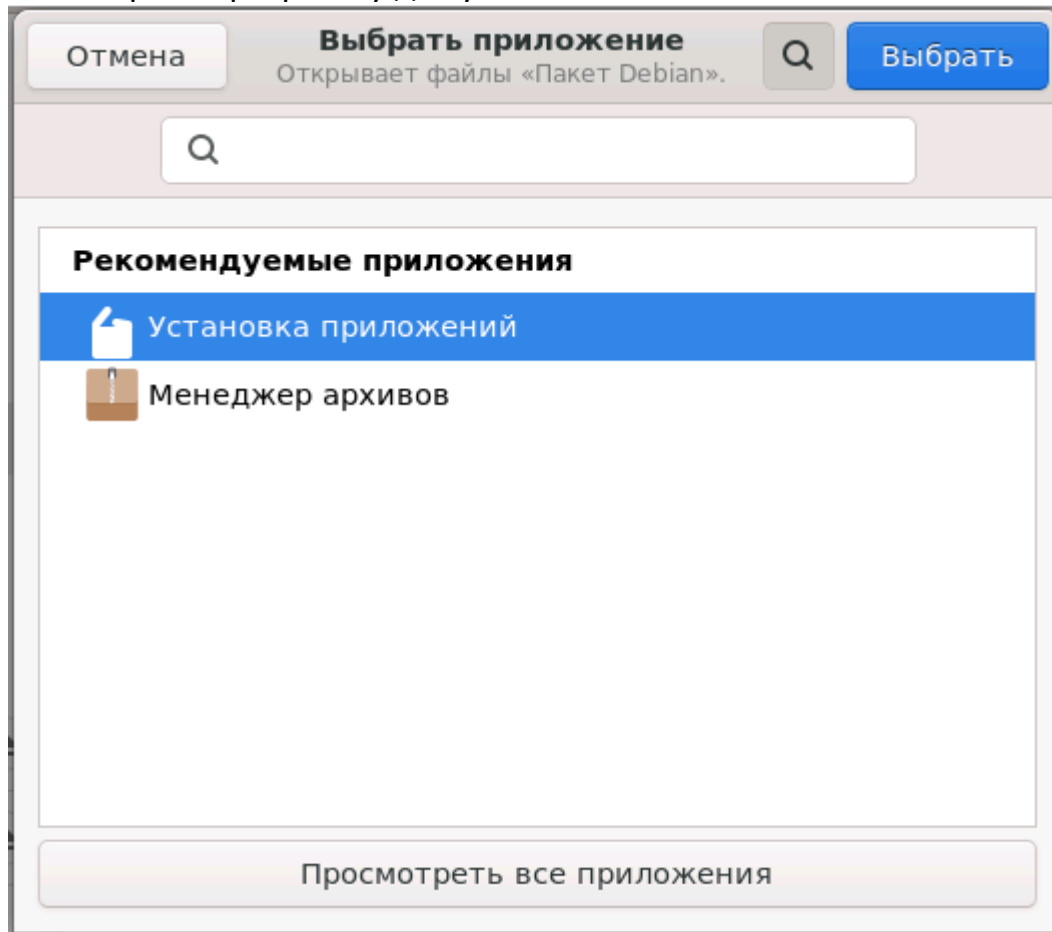 Отмена
Выбрать приложение
Открывает файлы «Пакет Debian».
Выбрать
Рекомендуемые приложения
Установка приложений
Менеджер архивов
Просмотреть все приложения